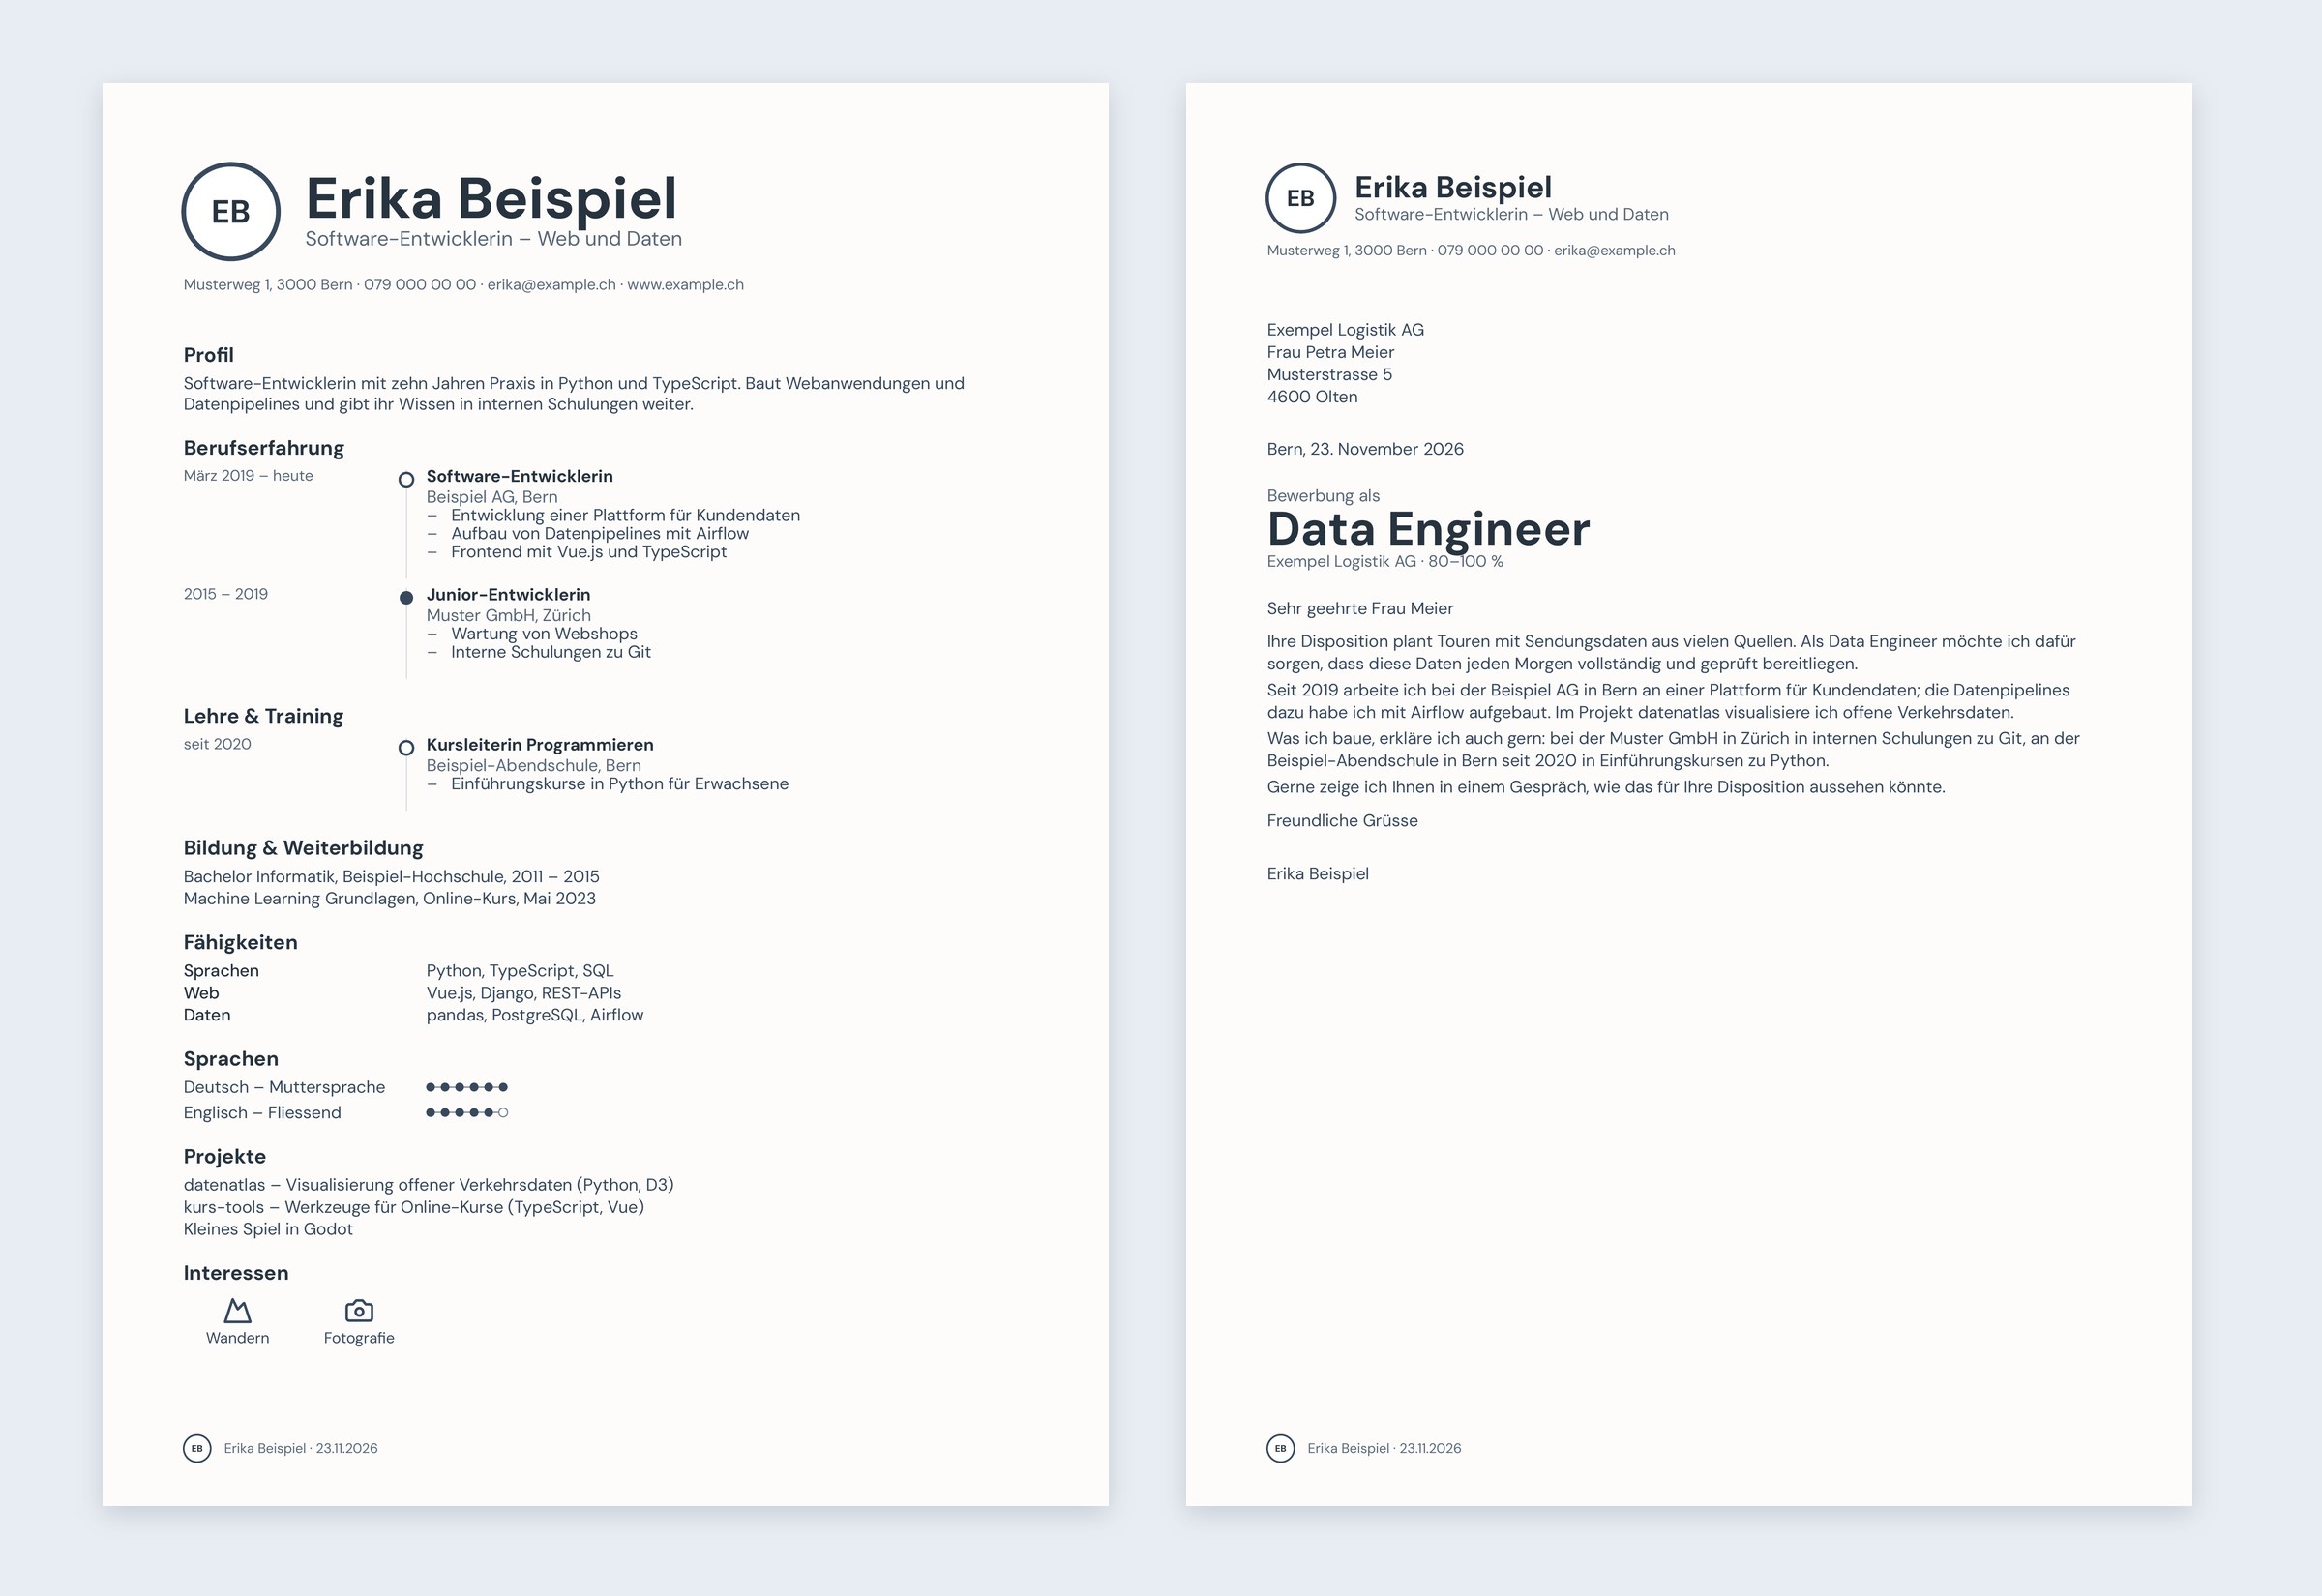 EB
Erika Beispiel
Software-Entwicklerin – Web und Daten
Musterweg 1, 3000 Bern · 079 000 00 00 · erika@example.ch · www.example.ch
Profil
Software-Entwicklerin mit zehn Jahren Praxis in Python und TypeScript. Baut Webanwendungen und
Datenpipelines und gibt ihr Wissen in internen Schulungen weiter.
Berufserfahrung
März 2019 – heute
Software-Entwicklerin
Beispiel AG, Bern
– Entwicklung einer Plattform für Kundendaten
– Aufbau von Datenpipelines mit Airflow
– Frontend mit Vue.js und TypeScript
2015 – 2019
Junior-Entwicklerin
Muster GmbH, Zürich
– Wartung von Webshops
– Interne Schulungen zu Git
Lehre & Training
seit 2020
Kursleiterin Programmieren
Beispiel-Abendschule, Bern
– Einführungskurse in Python für Erwachsene
Bildung & Weiterbildung
Bachelor Informatik, Beispiel-Hochschule, 2011 – 2015
Machine Learning Grundlagen, Online-Kurs, Mai 2023
Fähigkeiten
Sprachen Python, TypeScript, SQL
Web Vue.js, Django, REST-APIs
Daten pandas, PostgreSQL, Airflow
Sprachen
Deutsch – Muttersprache
Englisch – Fliessend
Projekte
datenatlas – Visualisierung offener Verkehrsdaten (Python, D3)
kurs-tools – Werkzeuge für Online-Kurse (TypeScript, Vue)
Kleines Spiel in Godot
Interessen
Wandern Fotografie
EB Erika Beispiel · 23.11.2026
EB
Erika Beispiel
Software-Entwicklerin – Web und Daten
Musterweg 1, 3000 Bern · 079 000 00 00 · erika@example.ch
Exempel Logistik AG
Frau Petra Meier
Musterstrasse 5
4600 Olten
Bern, 23. November 2026
Bewerbung als
Data Engineer
Exempel Logistik AG · 80–100 %
Sehr geehrte Frau Meier
Ihre Disposition plant Touren mit Sendungsdaten aus vielen Quellen. Als Data Engineer möchte ich dafür
sorgen, dass diese Daten jeden Morgen vollständig und geprüft bereitliegen.
Seit 2019 arbeite ich bei der Beispiel AG in Bern an einer Plattform für Kundendaten; die Datenpipelines
dazu habe ich mit Airflow aufgebaut. Im Projekt datenatlas visualisiere ich offene Verkehrsdaten.
Was ich baue, erkläre ich auch gern: bei der Muster GmbH in Zürich in internen Schulungen zu Git, an der
Beispiel-Abendschule in Bern seit 2020 in Einführungskursen zu Python.
Gerne zeige ich Ihnen in einem Gespräch, wie das für Ihre Disposition aussehen könnte.
Freundliche Grüsse
Erika Beispiel
EB Erika Beispiel · 23.11.2026